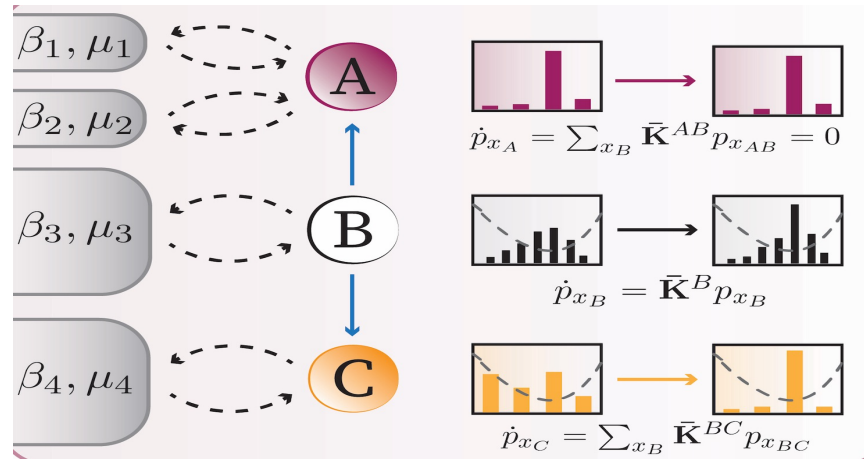 β₁, μ₁
A
β₂, μ₂
ṗ_{x_A} = ∑_{x_B} K̄^{AB} p_{x_{AB}} = 0
β₃, μ₃
B
ṗ_{x_B} = K̄^B p_{x_B}
β₄, μ₄
C
ṗ_{x_C} = ∑_{x_B} K̄^{BC} p_{x_{BC}}